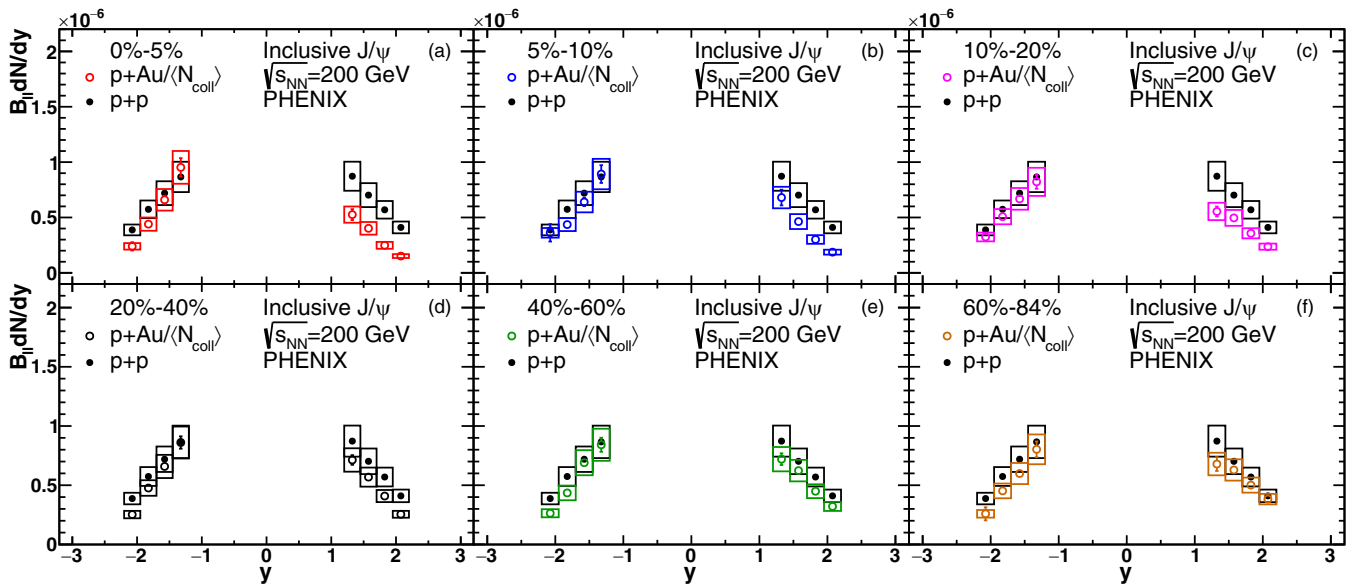 ×10⁻⁶ ×10⁻⁶ ×10⁻⁶
B_ll dN/dy
2
1.5
1
0.5
0
0%-5% Inclusive J/ψ (a)
p+Au/⟨N_coll⟩ √s_NN=200 GeV
p+p PHENIX
5%-10% Inclusive J/ψ (b)
p+Au/⟨N_coll⟩ √s_NN=200 GeV
p+p PHENIX
10%-20% Inclusive J/ψ (c)
p+Au/⟨N_coll⟩ √s_NN=200 GeV
p+p PHENIX
B_ll dN/dy
2
1.5
1
0.5
0
20%-40% Inclusive J/ψ (d)
p+Au/⟨N_coll⟩ √s_NN=200 GeV
p+p PHENIX
40%-60% Inclusive J/ψ (e)
p+Au/⟨N_coll⟩ √s_NN=200 GeV
p+p PHENIX
60%-84% Inclusive J/ψ (f)
p+Au/⟨N_coll⟩ √s_NN=200 GeV
p+p PHENIX
−3 −2 −1 0 1 2 3 −2 −1 0 1 2 3 −2 −1 0 1 2 3
y y y